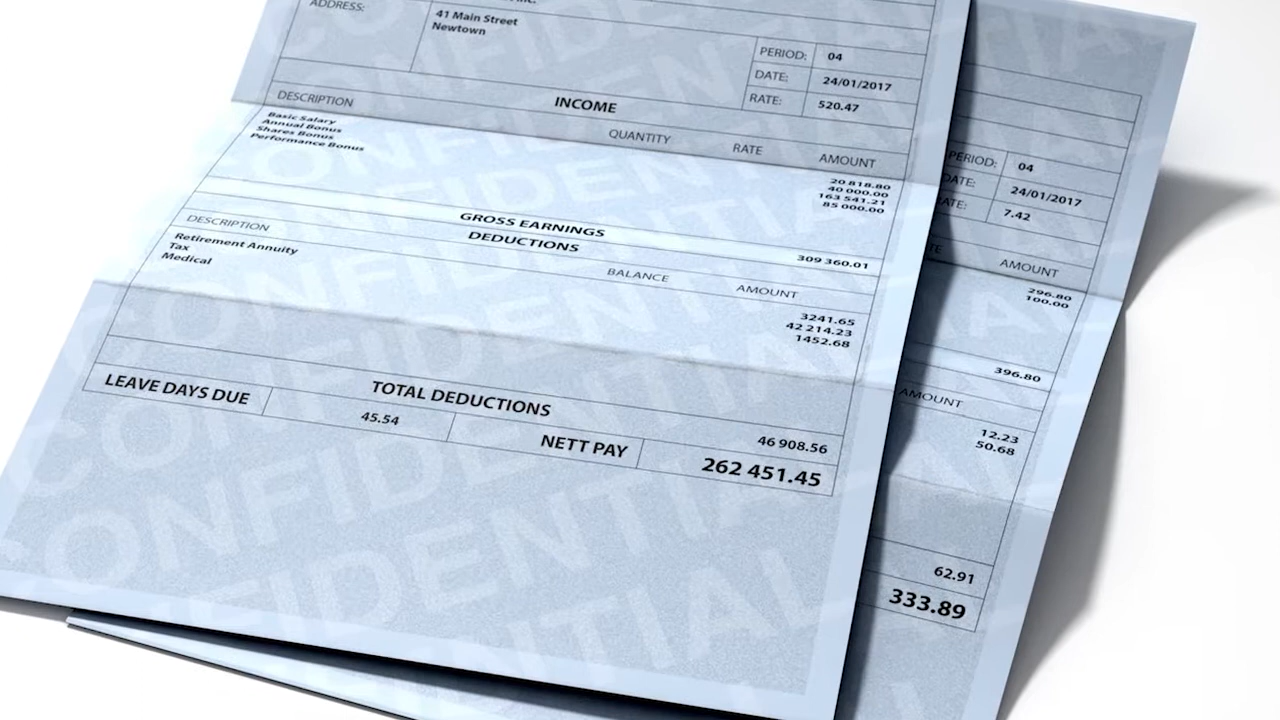 Inc.
ADDRESS:
41 Main Street
Newtown
PERIOD: 04
DATE: 24/01/2017
RATE: 520.47
DESCRIPTION INCOME QUANTITY RATE AMOUNT
Basic Salary 20 818.80
Annual Bonus 40 000.00
Shares Bonus 163 541.21
Performance Bonus 85 000.00
GROSS EARNINGS 309 360.01
DESCRIPTION DEDUCTIONS BALANCE AMOUNT
Retirement Annuity 3241.65
Tax 42 214.23
Medical 1452.68
TOTAL DEDUCTIONS 46 908.56
LEAVE DAYS DUE 45.54 NETT PAY 262 451.45
CONFIDENTIAL
PERIOD: 04
DATE: 24/01/2017
RATE: 7.42
AMOUNT
296.80
100.00
396.80
AMOUNT
12.23
50.68
62.91
333.89